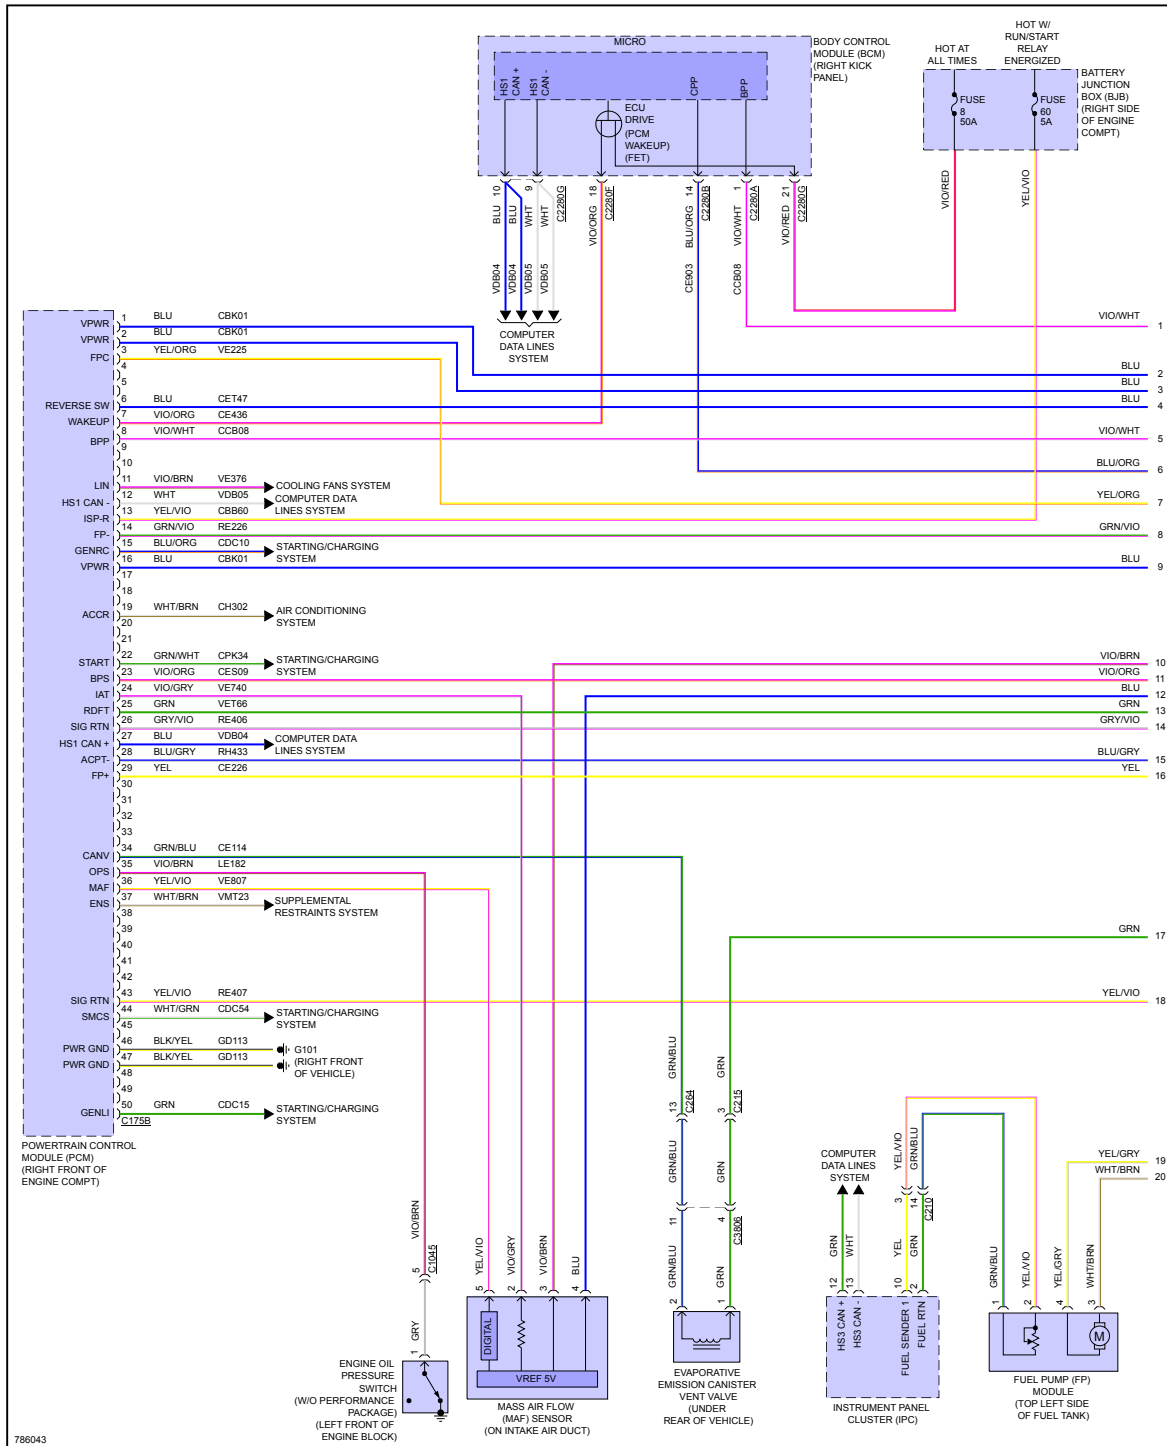 HOT W/
RUN/START
RELAY
ENERGIZED
HOT AT
ALL TIMES
MICRO
BODY CONTROL
MODULE (BCM)
(RIGHT KICK
PANEL)
HS1
CAN +
HS1
CAN -
CPP
BPP
ECU
DRIVE
(PCM
WAKEUP)
(FET)
FUSE
8
50A
FUSE
60
5A
BATTERY
JUNCTION
BOX (BJB)
(RIGHT SIDE
OF ENGINE
COMPT)
10
9
C2280G
18
C2280F
14
C2280B
1
C2280A
21
C2280G
BLU
BLU
WHT
WHT
VIO/ORG
BLU/ORG
VIO/WHT
VIO/RED
VIO/RED
YEL/VIO
VDB04
VDB04
VDB05
VDB05
CE903
CCB08
COMPUTER
DATA LINES
SYSTEM
VPWR 1 BLU CBK01
VPWR 2 BLU CBK01
FPC 3 YEL/ORG VE225
4
5
REVERSE SW 6 BLU CET47
WAKEUP 7 VIO/ORG CE436
BPP 8 VIO/WHT CCB08
9
10
LIN 11 VIO/BRN VE376 COOLING FANS SYSTEM
HS1 CAN - 12 WHT VDB05 COMPUTER DATA
LINES SYSTEM
ISP-R 13 YEL/VIO CBB60
FP- 14 GRN/VIO RE226
GENRC 15 BLU/ORG CDC10 STARTING/CHARGING
SYSTEM
VPWR 16 BLU CBK01
17
18
ACCR 19 WHT/BRN CH302 AIR CONDITIONING
SYSTEM
20
21
START 22 GRN/WHT CPK34 STARTING/CHARGING
SYSTEM
BPS 23 VIO/ORG CES09
IAT 24 VIO/GRY VE740
RDFT 25 GRN VET66
SIG RTN 26 GRY/VIO RE406
HS1 CAN + 27 BLU VDB04 COMPUTER DATA
LINES SYSTEM
ACPT- 28 BLU/GRY RH433
FP+ 29 YEL CE226
30
31
32
33
CANV 34 GRN/BLU CE114
OPS 35 VIO/BRN LE182
MAF 36 YEL/VIO VE807
ENS 37 WHT/BRN VMT23 SUPPLEMENTAL
RESTRAINTS SYSTEM
38
39
40
41
42
SIG RTN 43 YEL/VIO RE407
SMCS 44 WHT/GRN CDC54 STARTING/CHARGING
SYSTEM
45
PWR GND 46 BLK/YEL GD113 G101
(RIGHT FRONT
OF VEHICLE)
PWR GND 47 BLK/YEL GD113
48
49
GENLI 50 GRN CDC15 STARTING/CHARGING
SYSTEM
C175B
POWERTRAIN CONTROL
MODULE (PCM)
(RIGHT FRONT OF
ENGINE COMPT)
VIO/WHT 1
BLU 2
BLU 3
BLU 4
VIO/WHT 5
BLU/ORG 6
YEL/ORG 7
GRN/VIO 8
BLU 9
VIO/BRN 10
VIO/ORG 11
BLU 12
GRN 13
GRY/VIO 14
BLU/GRY 15
YEL 16
GRN 17
YEL/VIO 18
YEL/GRY 19
WHT/BRN 20
VIO/BRN
5
C1045
GRY
1
ENGINE OIL
PRESSURE
SWITCH
(W/O PERFORMANCE
PACKAGE)
(LEFT FRONT OF
ENGINE BLOCK)
YEL/VIO
VIO/GRY
VIO/BRN
BLU
5
2
3
4
DIGITAL
VREF 5V
MASS AIR FLOW
(MAF) SENSOR
(ON INTAKE AIR DUCT)
GRN/BLU
GRN
13
C264
3
C215
GRN/BLU
GRN
11
4
C3806
GRN/BLU
GRN
2
1
EVAPORATIVE
EMISSION CANISTER
VENT VALVE
(UNDER
REAR OF VEHICLE)
COMPUTER
DATA LINES
SYSTEM
YEL/VIO
GRN/BLU
3
14
C210
GRN
WHT
YEL
GRN
12
13
10
2
HS3 CAN +
HS3 CAN -
FUEL SENDER 1
FUEL RTN
INSTRUMENT PANEL
CLUSTER (IPC)
GRN/BLU
YEL/VIO
YEL/GRY
WHT/BRN
1
2
4
3
M
FUEL PUMP (FP)
MODULE
(TOP LEFT SIDE
OF FUEL TANK)
786043